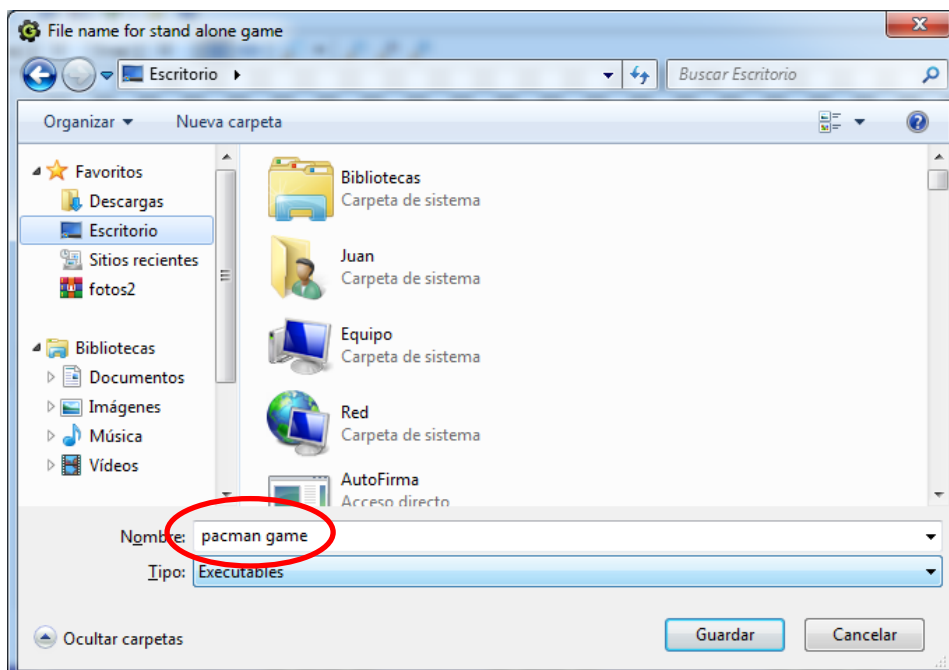 File name for stand alone game
Escritorio
Buscar Escritorio
Organizar
Nueva carpeta
Favoritos
Descargas
Escritorio
Sitios recientes
fotos2
Bibliotecas
Documentos
Imágenes
Música
Vídeos
Bibliotecas
Carpeta de sistema
Juan
Carpeta de sistema
Equipo
Carpeta de sistema
Red
Carpeta de sistema
AutoFirma
Acceso directo
Nombre: pacman game
Tipo: Executables
Ocultar carpetas
Guardar
Cancelar